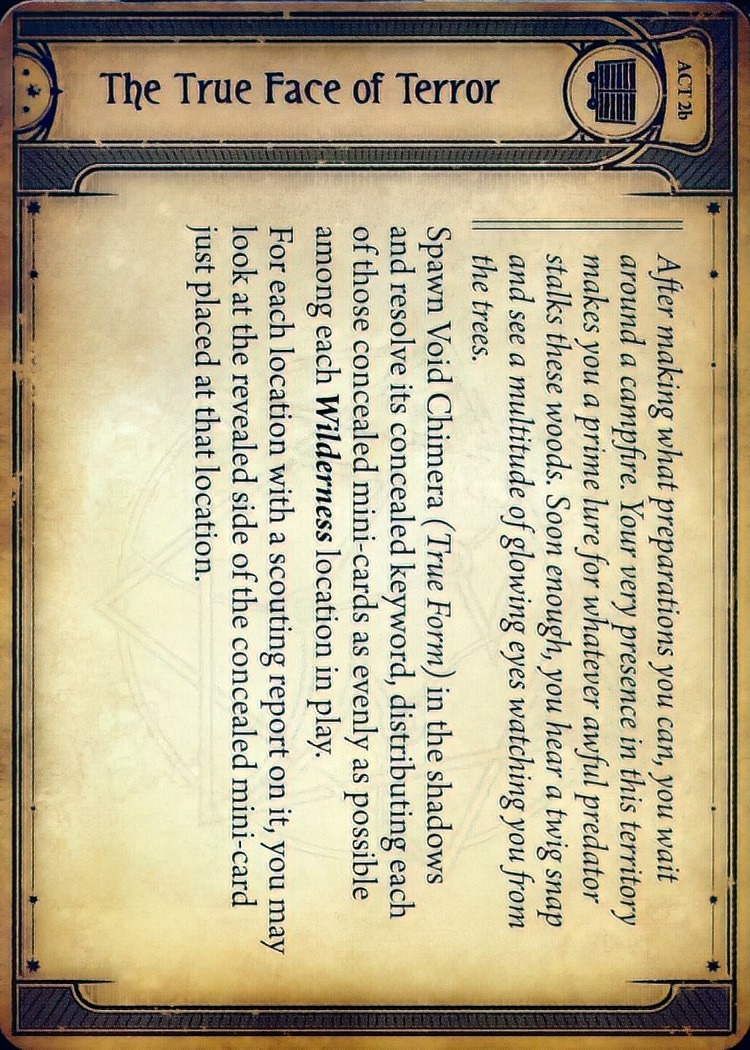 ACT 2b
The True Face of Terror
After making what preparations you can, you wait
around a campfire. Your very presence in this territory
makes you a prime lure for whatever awful predator
stalks these woods. Soon enough, you hear a twig snap
and see a multitude of glowing eyes watching you from
the trees.
Spawn Void Chimera (True Form) in the shadows
and resolve its concealed keyword, distributing each
of those concealed mini-cards as evenly as possible
among each Wilderness location in play.
For each location with a scouting report on it, you may
look at the revealed side of the concealed mini-card
just placed at that location.